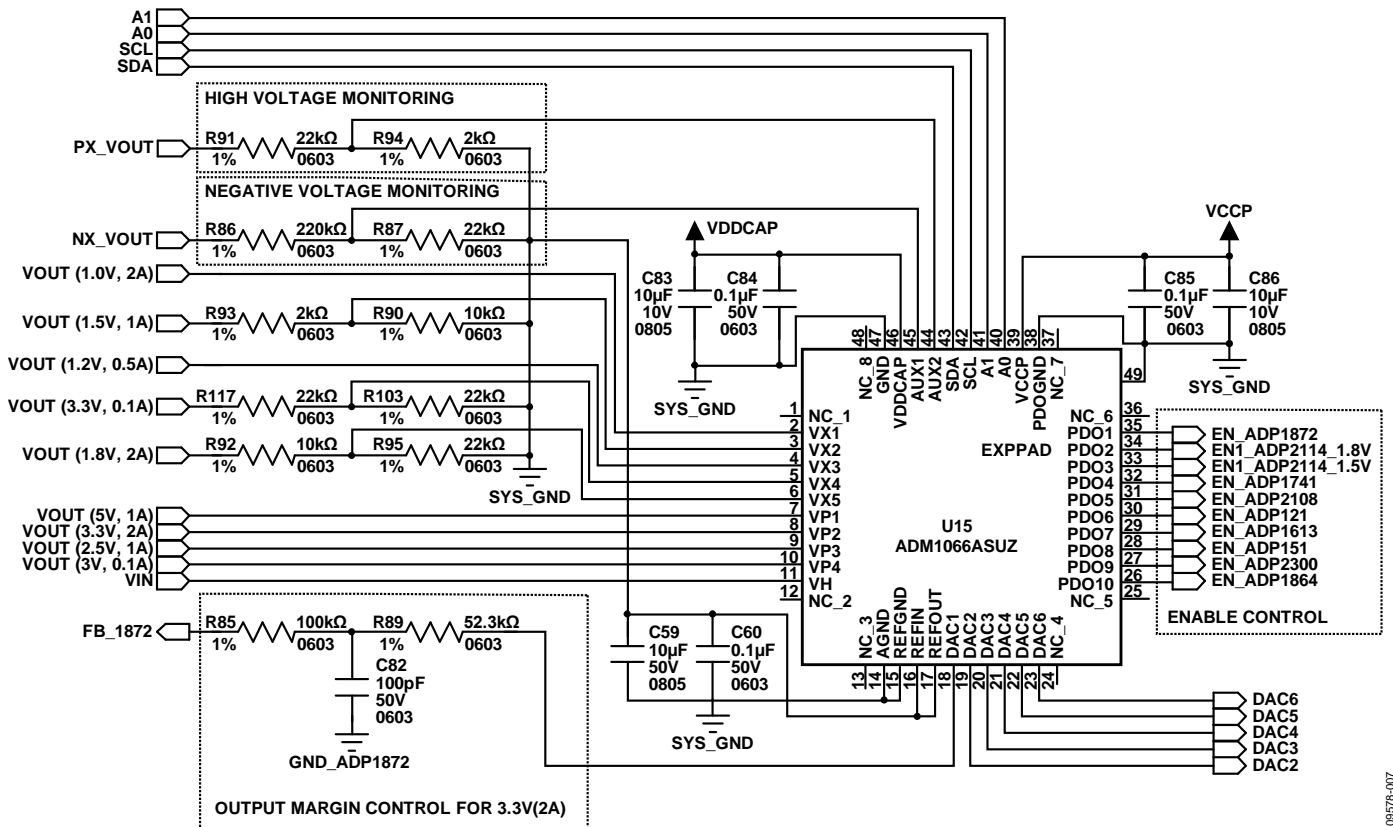 A1
A0
SCL
SDA
HIGH VOLTAGE MONITORING
PX_VOUT
R91
1%
22kΩ
0603
R94
1%
2kΩ
0603
NEGATIVE VOLTAGE MONITORING
NX_VOUT
R86
1%
220kΩ
0603
R87
1%
22kΩ
0603
VOUT (1.0V, 2A)
VOUT (1.5V, 1A)
R93
1%
2kΩ
0603
R90
1%
10kΩ
0603
VOUT (1.2V, 0.5A)
VOUT (3.3V, 0.1A)
R117
1%
22kΩ
0603
R103
1%
22kΩ
0603
VOUT (1.8V, 2A)
R92
1%
10kΩ
0603
R95
1%
22kΩ
0603
SYS_GND
VOUT (5V, 1A)
VOUT (3.3V, 2A)
VOUT (2.5V, 1A)
VOUT (3V, 0.1A)
VIN
FB_1872
R85
1%
100kΩ
0603
R89
1%
52.3kΩ
0603
C82
100pF
50V
0603
GND_ADP1872
OUTPUT MARGIN CONTROL FOR 3.3V(2A)
VDDCAP
C83
10µF
10V
0805
C84
0.1µF
50V
0603
SYS_GND
VCCP
C85
0.1µF
50V
0603
C86
10µF
10V
0805
SYS_GND
C59
10µF
50V
0805
C60
0.1µF
50V
0603
SYS_GND
48 NC_8
47 GND
46 VDDCAP
45 AUX1
44 AUX2
43 SDA
42 SCL
41 A1
40 A0
39 VCCP
38 PDOGND
37 NC_7
49
EXPPAD
1 NC_1
2 VX1
3 VX2
4 VX3
5 VX4
6 VX5
7 VP1
8 VP2
9 VP3
10 VP4
11 VH
12 NC_2
U15
ADM1066ASUZ
NC_6 36
PDO1 35
PDO2 34
PDO3 33
PDO4 32
PDO5 31
PDO6 30
PDO7 29
PDO8 28
PDO9 27
PDO10 26
NC_5 25
13 NC_3
14 AGND
15 REFGND
16 REFIN
17 REFOUT
18 DAC1
19 DAC2
20 DAC3
21 DAC4
22 DAC5
23 DAC6
24 NC_4
EN_ADP1872
EN1_ADP2114_1.8V
EN1_ADP2114_1.5V
EN_ADP1741
EN_ADP2108
EN_ADP121
EN_ADP1613
EN_ADP151
EN_ADP2300
EN_ADP1864
ENABLE CONTROL
DAC6
DAC5
DAC4
DAC3
DAC2
09578-007